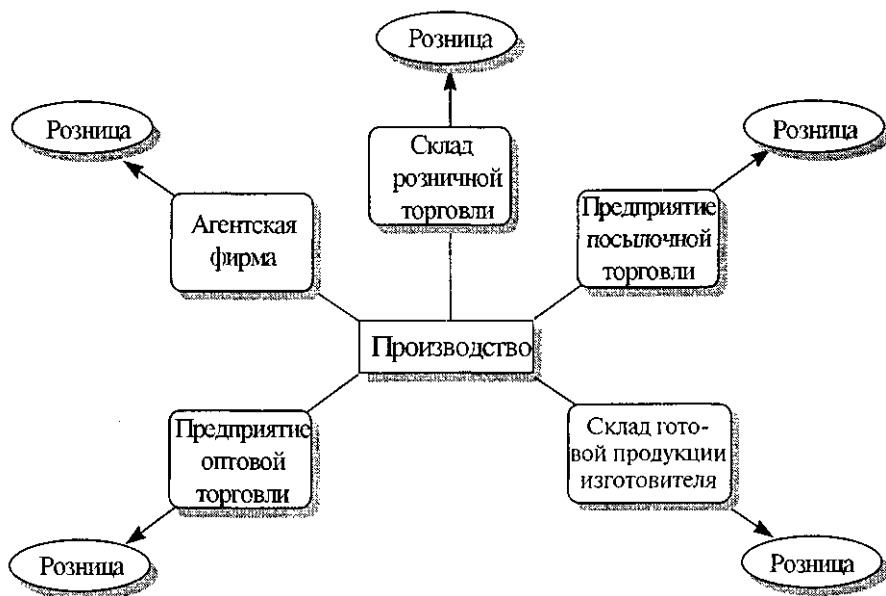 Розница
Розница
Склад
розничной
торговли
Розница
Агентская
фирма
Предприятие
посылочной
торговли
Производство
Предприятие
оптовой
торговли
Склад гото-
вой продукции
изготовителя
Розница
Розница